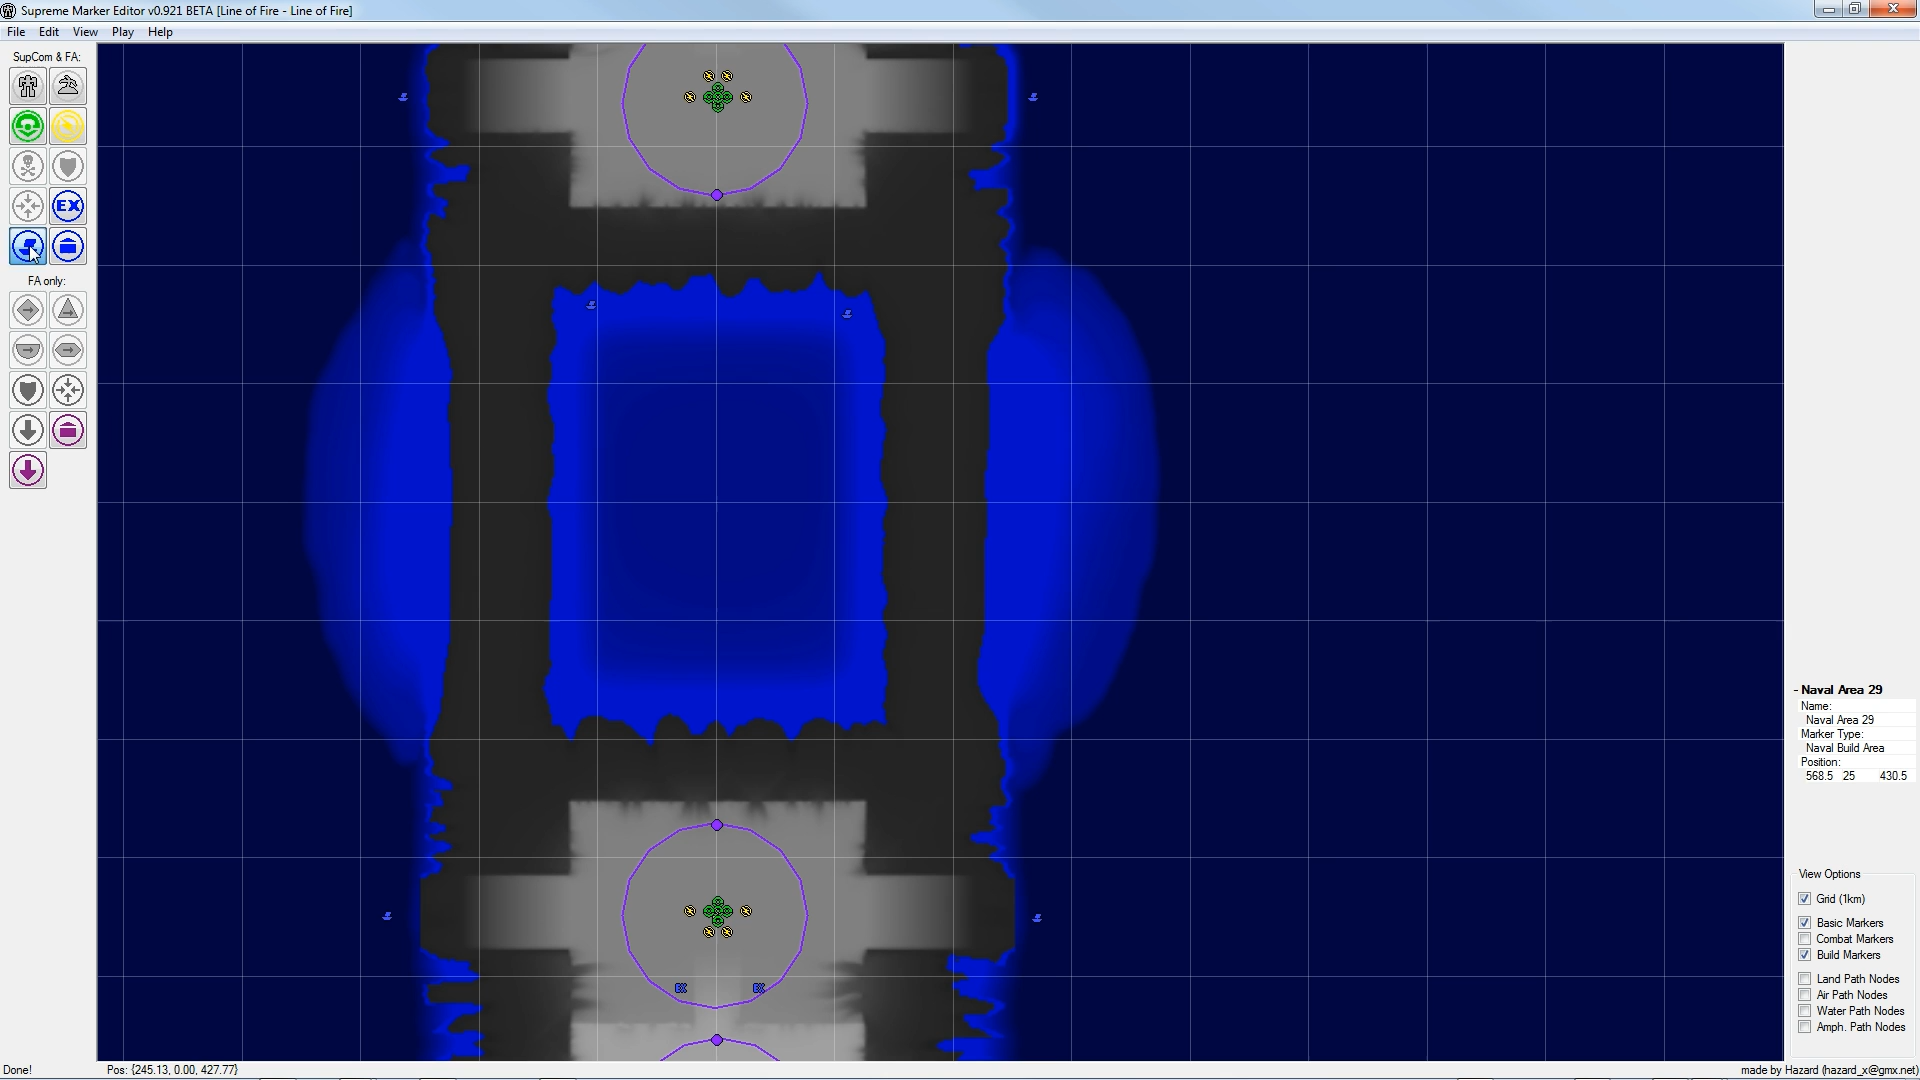 Supreme Marker Editor v0.921 BETA [Line of Fire - Line of Fire]
File Edit View Play Help
SupCom & FA:
EX
FA only:
EX EX
- Naval Area 29
Name:
Naval Area 29
Marker Type:
Naval Build Area
Position:
568.5 25 430.5
View Options
Grid (1km)
Basic Markers
Combat Markers
Build Markers
Land Path Nodes
Air Path Nodes
Water Path Nodes
Amph. Path Nodes
Done! Pos: {245.13, 0.00, 427.77} made by Hazard (hazard_x@gmx.net)